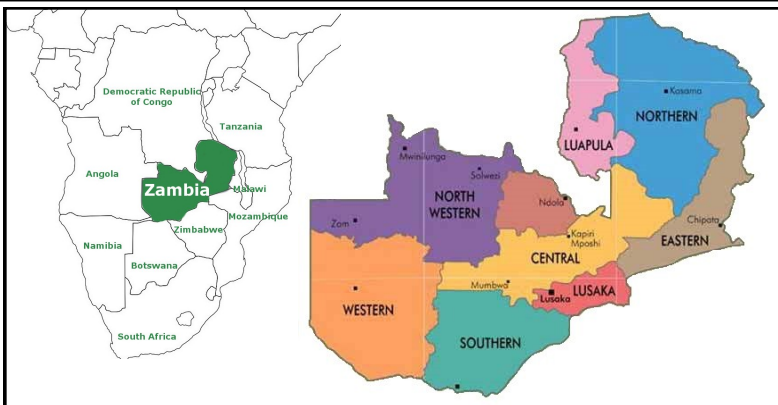 Democratic Republic
of Congo
Tanzania
Angola
Zambia
Malawi
Mozambique
Zimbabwe
Namibia
Botswana
South Africa
Kasama
NORTHERN
LUAPULA
Mwinilunga
Solwezi
NORTH
WESTERN
Ndola
Zam
Chipata
EASTERN
Kapiri
Mposhi
CENTRAL
Mumbwa
LUSAKA
Lusaka
WESTERN
SOUTHERN